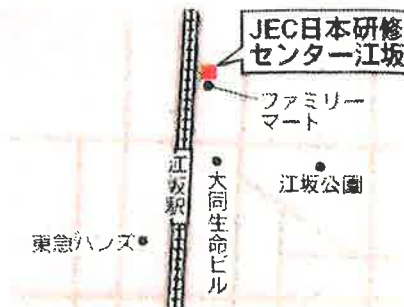 JEC日本研修
センター江坂
ファミリー
マート
江坂駅
大同生命ビル
江坂公園
東急ハンズ